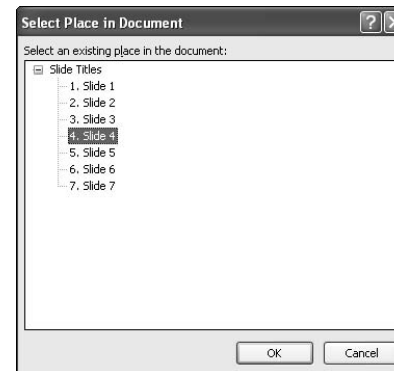 Select Place in Document
Select an existing place in the document:
Slide Titles
1. Slide 1
2. Slide 2
3. Slide 3
4. Slide 4
5. Slide 5
6. Slide 6
7. Slide 7
OK Cancel